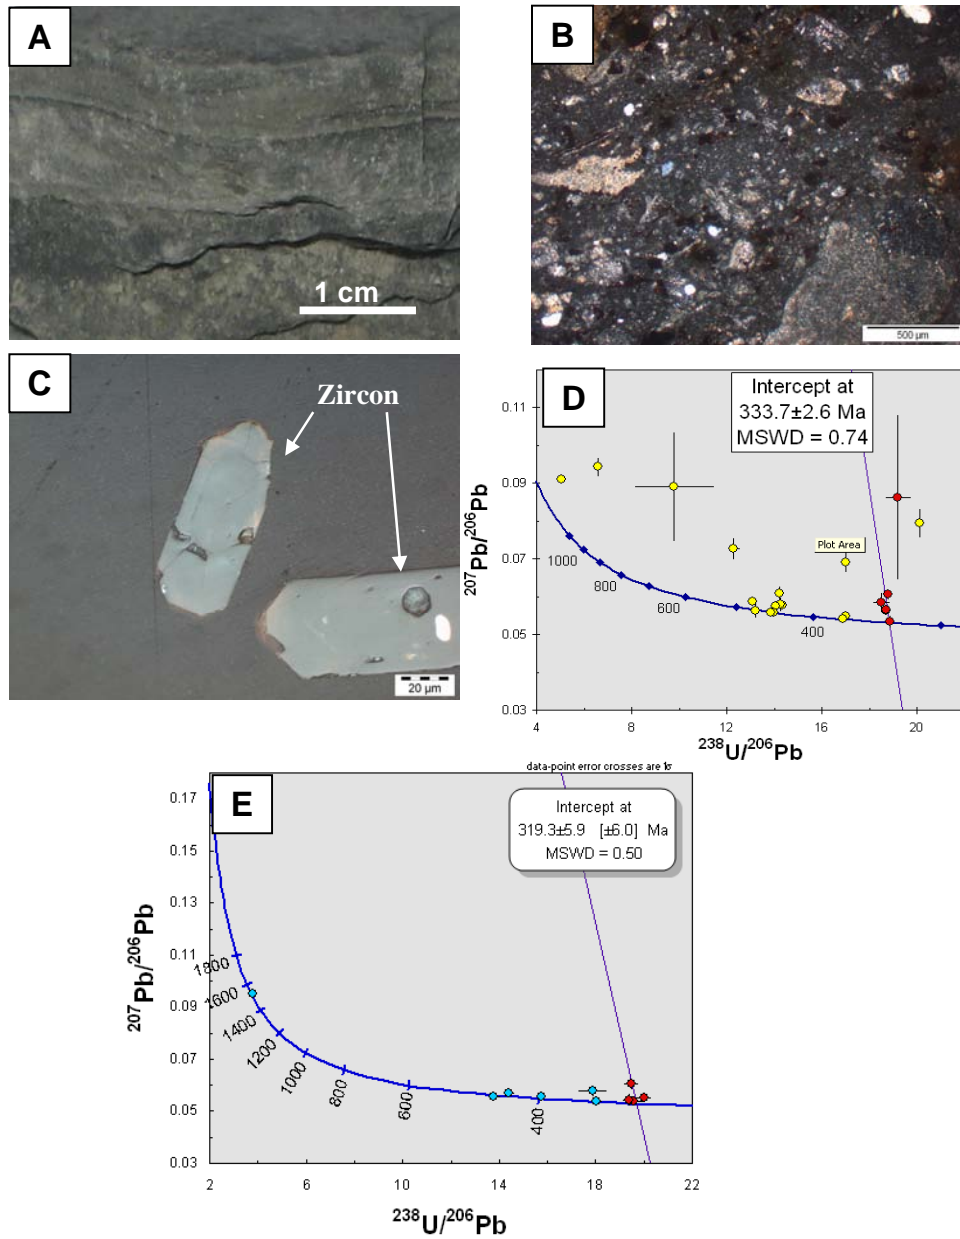 A
1 cm
B
500 µm
C
Zircon
20 µm
D
Intercept at
333.7±2.6 Ma
MSWD = 0.74
0.11
0.09
0.07
0.05
0.03
207Pb/206Pb
Plot Area
1000
800
600
400
4 8 12 16 20
238U/206Pb
data-point error crosses are 1σ
E
Intercept at
319.3±5.9 [±6.0] Ma
MSWD = 0.50
0.17
0.15
0.13
0.11
0.09
0.07
0.05
0.03
207Pb/206Pb
1800
1600
1400
1200
1000
800
600
400
2 6 10 14 18 22
238U/206Pb